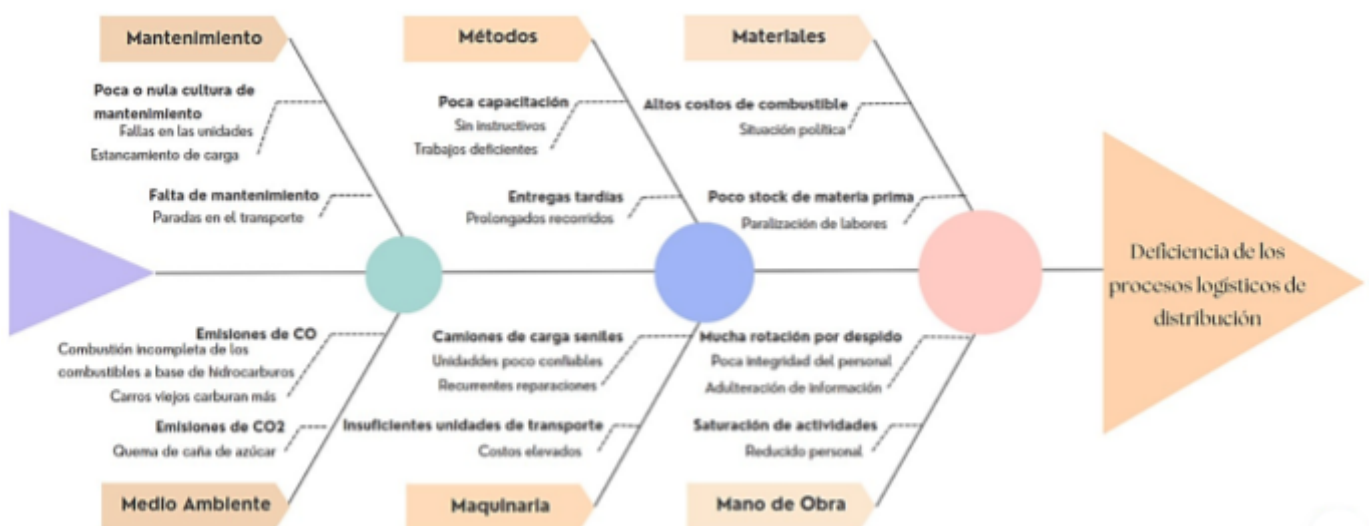 Mantenimiento
Poca o nula cultura de
mantenimiento
Fallas en las unidades
Estancamiento de carga
Falta de mantenimiento
Paradas en el transporte
Métodos
Poca capacitación
Sin instructivos
Trabajos deficientes
Entregas tardías
Prolongados recorridos
Materiales
Altos costos de combustible
Situación política
Poco stock de materia prima
Paralización de labores
Deficiencia de los
procesos logísticos de
distribución
Emisiones de CO
Combustión incompleta de los
combustibles a base de hidrocarburos
Carros viejos carburan más
Emisiones de CO2
Quema de caña de azúcar
Medio Ambiente
Camiones de carga seniles
Unidaddes poco confiables
Recurrentes reparaciones
Insuficientes unidades de transporte
Costos elevados
Maquinaria
Mucha rotación por despido
Poca integridad del personal
Adulteración de información
Saturación de actividades
Reducido personal
Mano de Obra